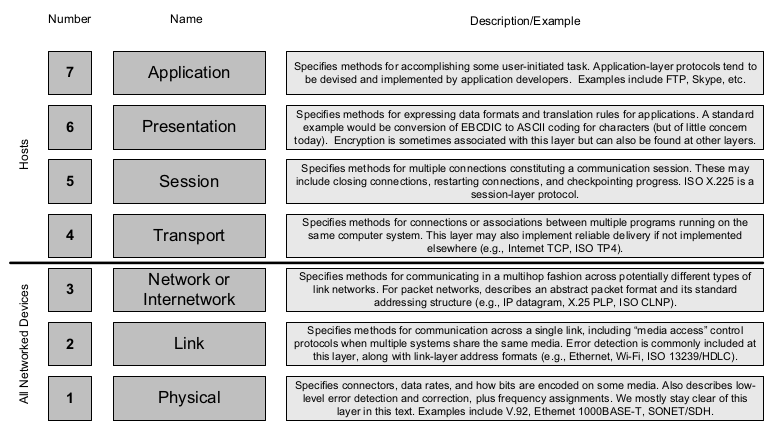 Number Name Description/Example
7 Application
Specifies methods for accomplishing some user-initiated task. Application-layer protocols tend to
be devised and implemented by application developers. Examples include FTP, Skype, etc.
6 Presentation
Specifies methods for expressing data formats and translation rules for applications. A standard
example would be conversion of EBCDIC to ASCII coding for characters (but of little concern
today). Encryption is sometimes associated with this layer but can also be found at other layers.
Hosts
5 Session
Specifies methods for multiple connections constituting a communication session. These may
include closing connections, restarting connections, and checkpointing progress. ISO X.225 is a
session-layer protocol.
4 Transport
Specifies methods for connections or associations between multiple programs running on the
same computer system. This layer may also implement reliable delivery if not implemented
elsewhere (e.g., Internet TCP, ISO TP4).
3 Network or
Internetwork
Specifies methods for communicating in a multihop fashion across potentially different types of
link networks. For packet networks, describes an abstract packet format and its standard
addressing structure (e.g., IP datagram, X.25 PLP, ISO CLNP).
All Networked Devices
2 Link
Specifies methods for communication across a single link, including “media access” control
protocols when multiple systems share the same media. Error detection is commonly included at
this layer, along with link-layer address formats (e.g., Ethernet, Wi-Fi, ISO 13239/HDLC).
1 Physical
Specifies connectors, data rates, and how bits are encoded on some media. Also describes low-
level error detection and correction, plus frequency assignments. We mostly stay clear of this
layer in this text. Examples include V.92, Ethernet 1000BASE-T, SONET/SDH.